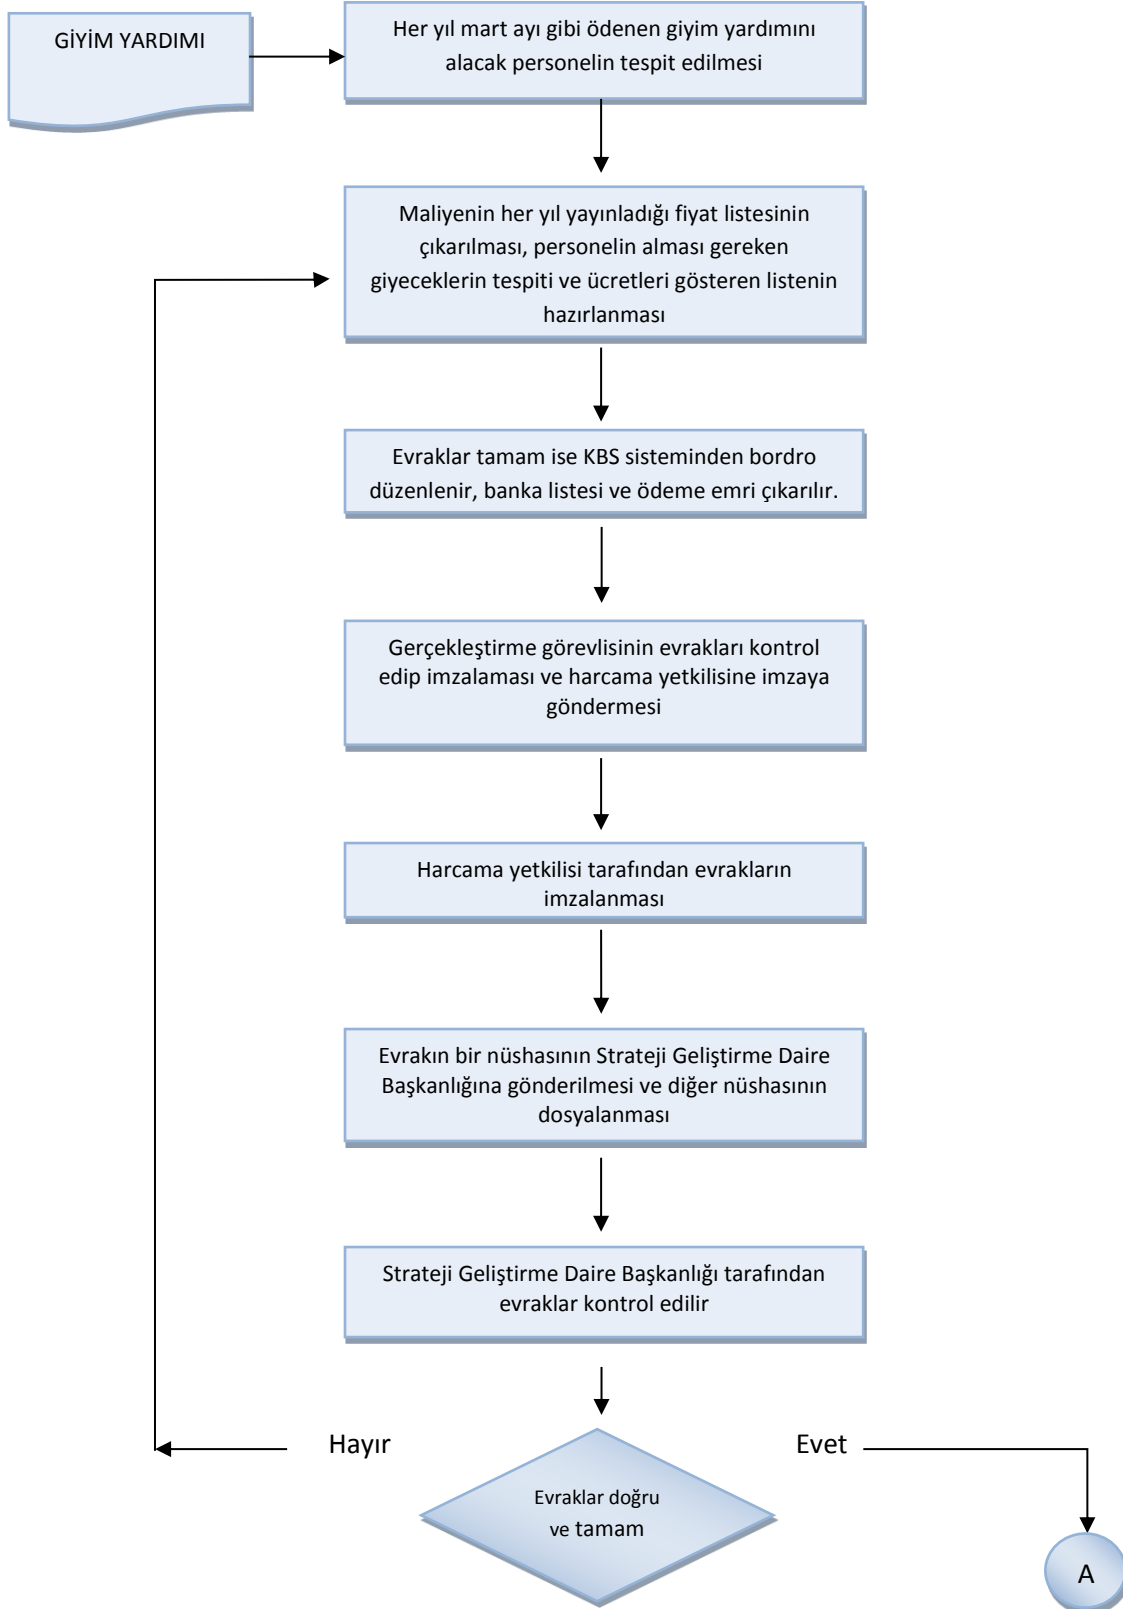 GİYİM YARDIMI
Her yıl mart ayı gibi ödenen giyim yardımını
alacak personelin tespit edilmesi
Maliyenin her yıl yayınladığı fiyat listesinin
çıkarılması, personelin alması gereken
giyeceklerin tespiti ve ücretleri gösteren listenin
hazırlanması
Evraklar tamam ise KBS sisteminden bordro
düzenlenir, banka listesi ve ödeme emri çıkarılır.
Gerçekleştirme görevlisinin evrakları kontrol
edip imzalaması ve harcama yetkilisine imzaya
göndermesi
Harcama yetkilisi tarafından evrakların
imzalanması
Evrakın bir nüshasının Strateji Geliştirme Daire
Başkanlığına gönderilmesi ve diğer nüshasının
dosyalanması
Strateji Geliştirme Daire Başkanlığı tarafından
evraklar kontrol edilir
Hayır
Evet
Evraklar doğru
ve tamam
A